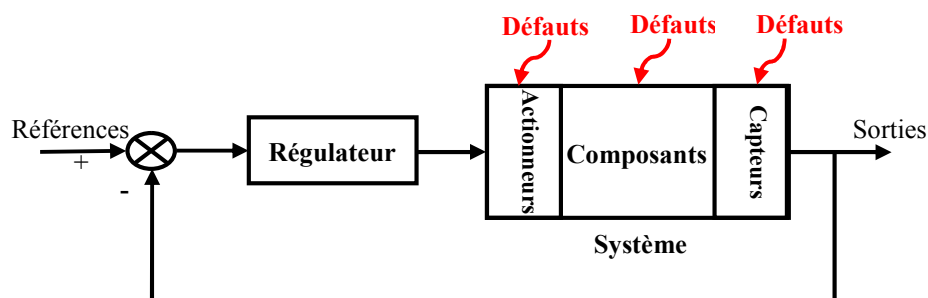 Défauts Défauts Défauts
Références
+
-
Régulateur
Actionneurs
Composants
Capteurs
Sorties
Système